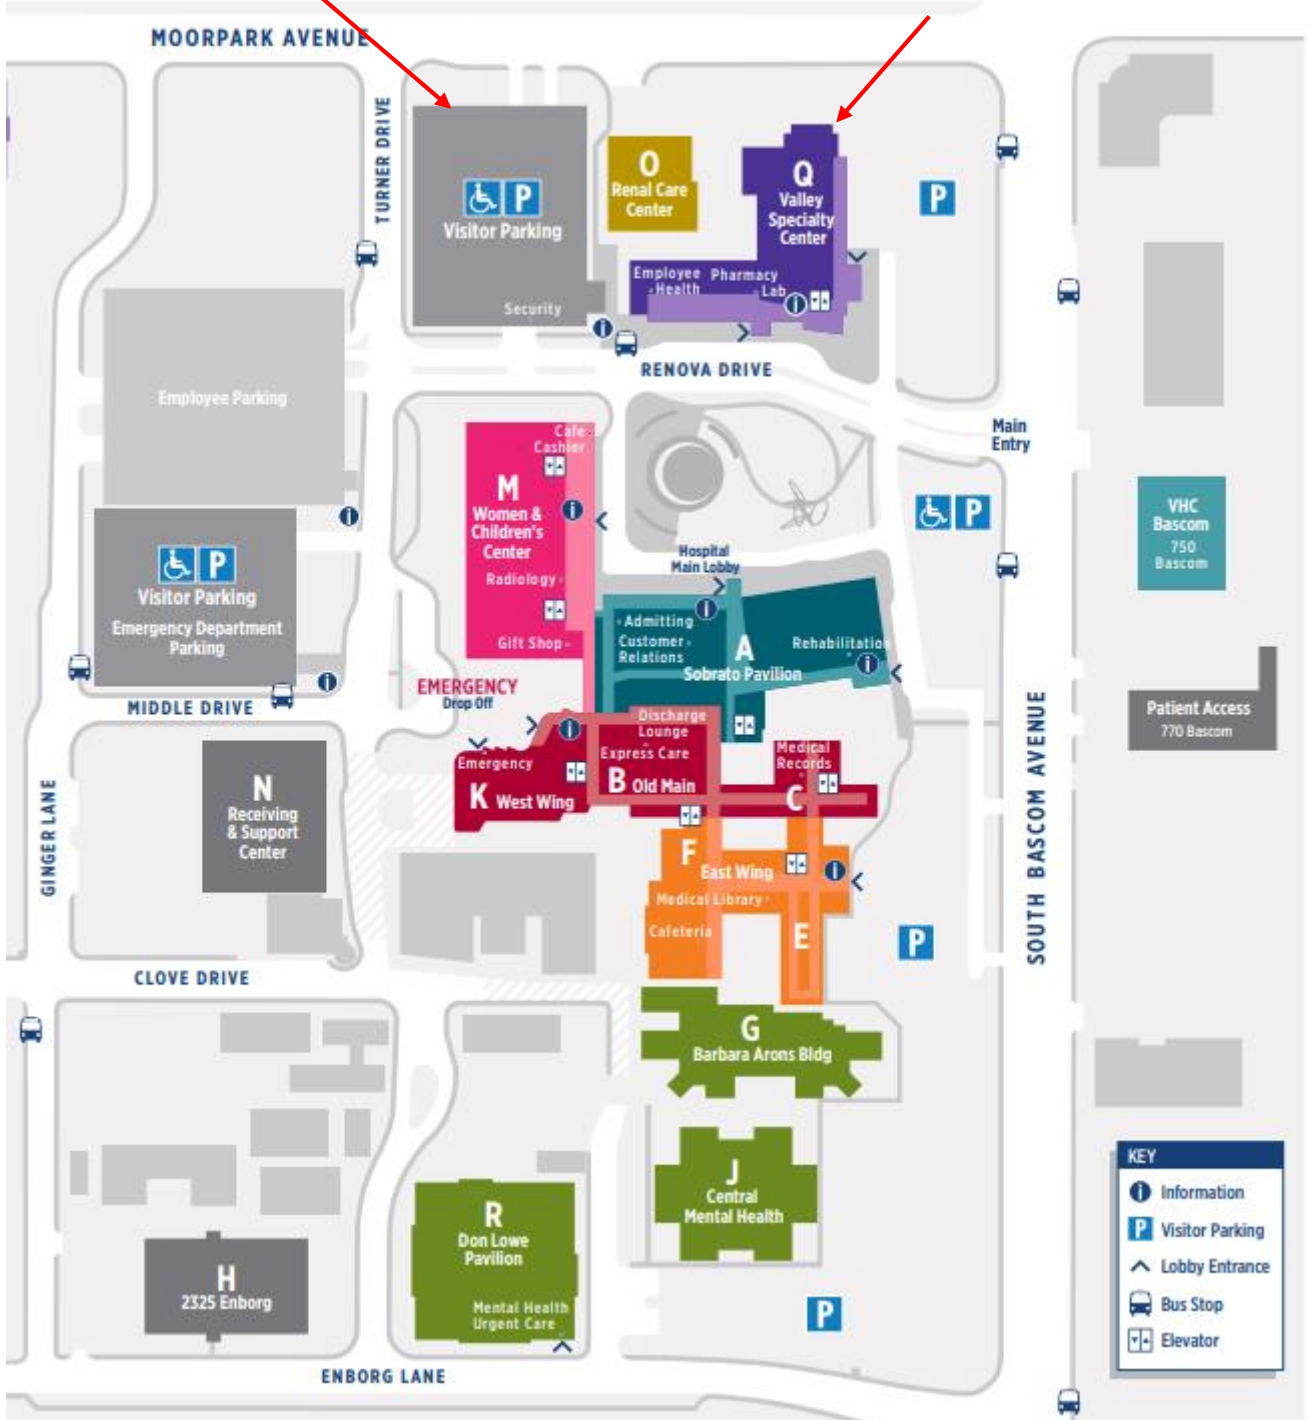 MOORPARK AVENUE
TURNER DRIVE
P
Visitor Parking
Security
O
Renal Care
Center
Q
Valley
Specialty
Center
Employee
Health
Pharmacy
Lab
P
RENOVA DRIVE
Main
Entry
Employee Parking
Cafe
Cashier
M
Women &
Children's
Center
Radiology
Gift Shop
Hospital
Main Lobby
P
VHC
Bascom
750
Bascom
P
Visitor Parking
Emergency Department
Parking
Admitting
Customer
Relations
A
Sobrato Pavilion
Rehabilitation
EMERGENCY
Drop Off
MIDDLE DRIVE
Patient Access
770 Bascom
SOUTH BASCOM AVENUE
Discharge
Lounge
Express Care
B Old Main
Medical
Records
C
Emergency
K West Wing
N
Receiving
& Support
Center
GINGER LANE
F
East Wing
Medical Library
Cafeteria
E
P
CLOVE DRIVE
G
Barbara Arons Bldg
J
Central
Mental Health
R
Don Lowe
Pavilion
Mental Health
Urgent Care
H
2325 Enborg
P
ENBORG LANE
KEY
i Information
P Visitor Parking
Lobby Entrance
Bus Stop
Elevator